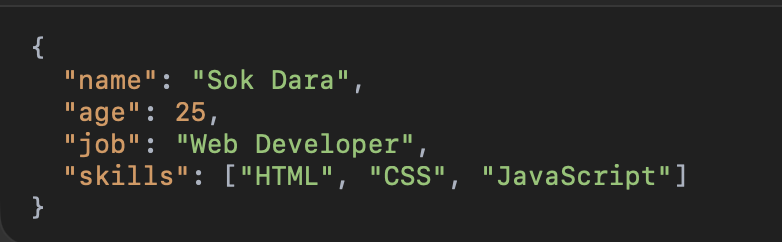 {
  "name": "Sok Dara",
  "age": 25,
  "job": "Web Developer",
  "skills": ["HTML", "CSS", "JavaScript"]
}